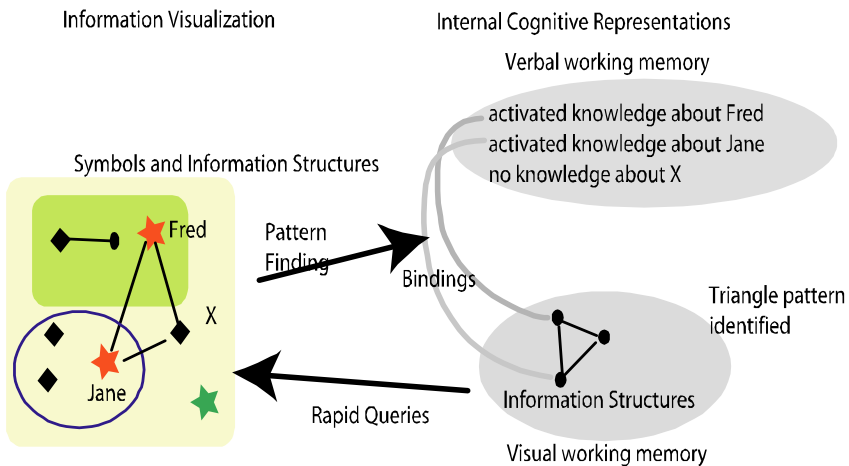 Information Visualization
Internal Cognitive Representations
Verbal working memory
activated knowledge about Fred
activated knowledge about Jane
no knowledge about X
Symbols and Information Structures
Fred
X
Jane
Pattern
Finding
Bindings
Rapid Queries
Triangle pattern
identified
Information Structures
Visual working memory